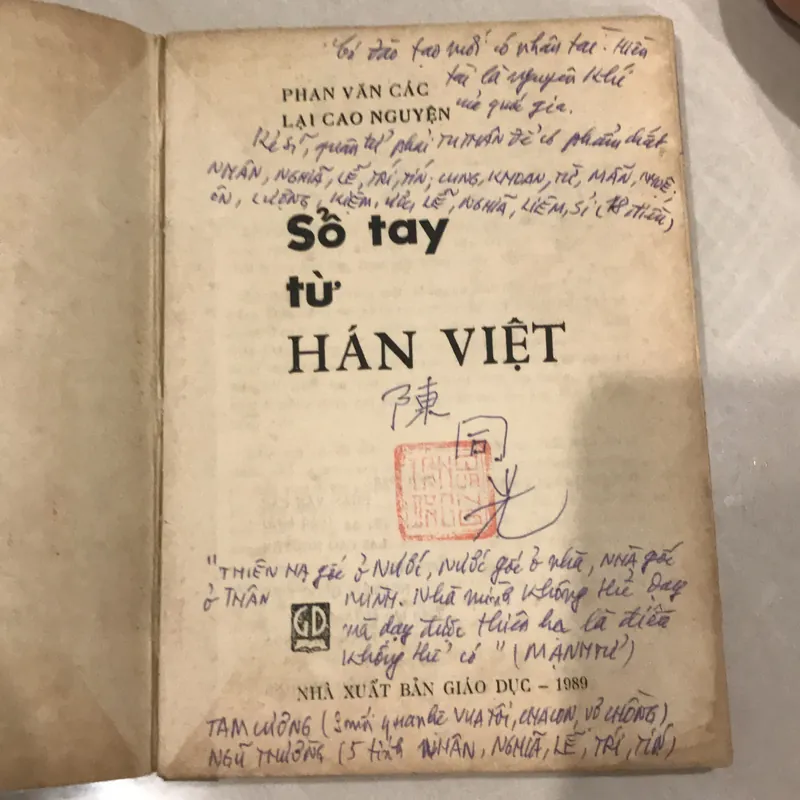 "Có đào tạo mới có nhân tài. Hiền
PHAN VĂN CÁC tài là nguyên khí
LẠI CAO NGUYỆN của quốc gia.
Kẻ sĩ, quân tử phải TU THÂN để có phẩm chất
NHÂN, NGHĨA, LỄ, TRÍ, TÍN; CUNG, KHOAN, TỪ, MẪN, HUỆ;
ÔN, LƯƠNG, KIỆM, LỄ, NGHĨA, LIÊM, SỈ (18 điều)
Sổ tay
từ
HÁN VIỆT
陳
同
光
"THIÊN HẠ gốc ở NƯỚC, NƯỚC gốc ở nhà, NHÀ gốc
ở THÂN MÌNH. Nhà mình không thể dạy
mà dạy được thiên hạ là điều
GD không thể có" (MẠNH TỬ)
NHÀ XUẤT BẢN GIÁO DỤC – 1989
TAM CƯƠNG (3 mối quan hệ VUA TÔI, CHA CON, VỢ CHỒNG)
NGŨ THƯỜNG (5 tính NHÂN, NGHĨA, LỄ, TRÍ, TÍN)